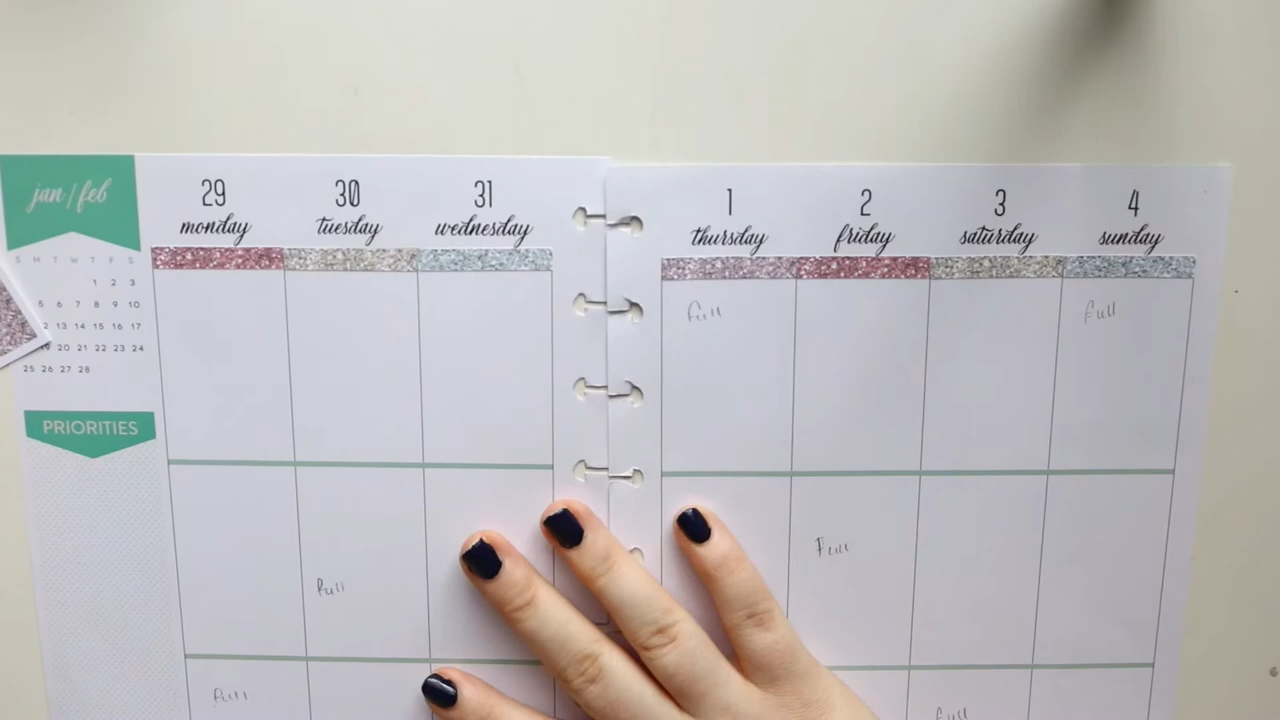 jan / feb
29 30 31 1 2 3 4
monday tuesday wednesday thursday friday saturday sunday
S M T W T F S
1 2 3
5 6 7 8 9 10
2 13 14 15 16 17
19 20 21 22 23 24
25 26 27 28
full full
PRIORITIES
Full
full
full full